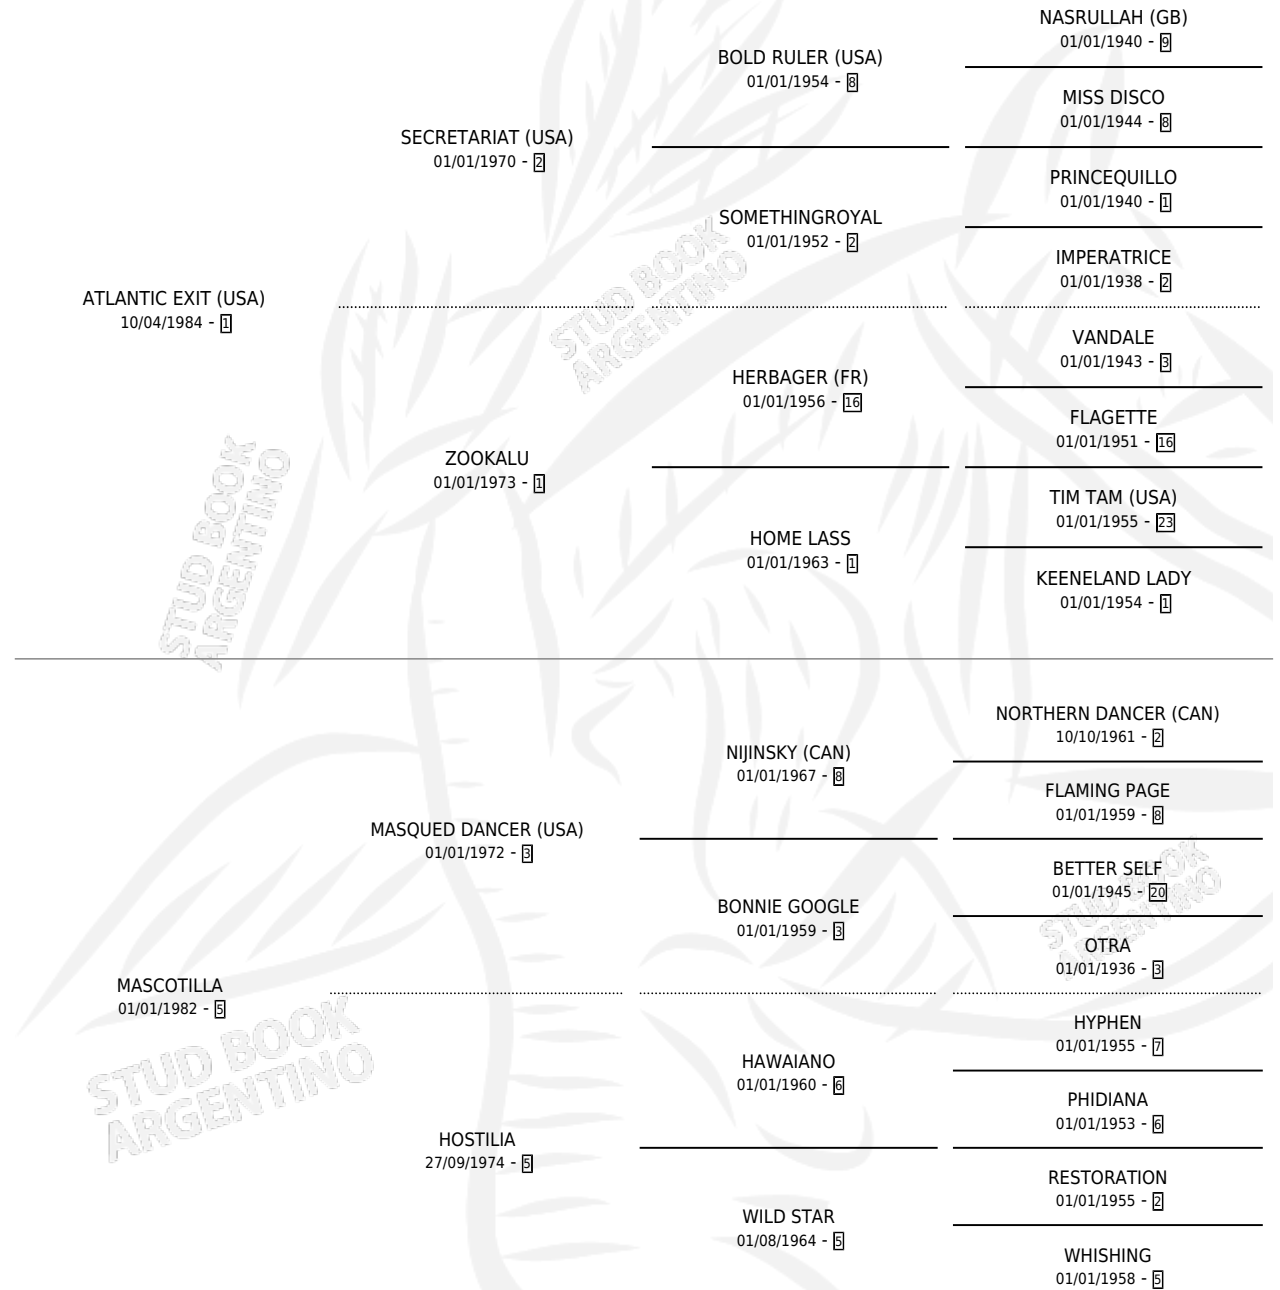 NASRULLAH (GB)
01/01/1940 - 9
BOLD RULER (USA)
01/01/1954 - 8
MISS DISCO
01/01/1944 - 8
SECRETARIAT (USA)
01/01/1970 - 2
PRINCEQUILLO
01/01/1940 - 1
SOMETHINGROYAL
01/01/1952 - 2
IMPERATRICE
01/01/1938 - 2
ATLANTIC EXIT (USA)
10/04/1984 - 1
STUD BOOK
ARGENTINO
VANDALE
01/01/1943 - 3
HERBAGER (FR)
01/01/1956 - 16
FLAGETTE
01/01/1951 - 16
ZOOKALU
01/01/1973 - 1
TIM TAM (USA)
01/01/1955 - 23
HOME LASS
01/01/1963 - 1
KEENELAND LADY
01/01/1954 - 1
STUD BOOK
ARGENTINO
NORTHERN DANCER (CAN)
10/10/1961 - 2
NIJINSKY (CAN)
01/01/1967 - 8
FLAMING PAGE
01/01/1959 - 8
MASQUED DANCER (USA)
01/01/1972 - 3
BETTER SELF
01/01/1945 - 20
BONNIE GOOGLE
01/01/1959 - 3
STUD BOOK
ARGENTINO
OTRA
01/01/1936 - 3
MASCOTILLA
01/01/1982 - 5
STUD BOOK
ARGENTINO
HYPHEN
01/01/1955 - 7
HAWAIANO
01/01/1960 - 6
PHIDIANA
01/01/1953 - 6
HOSTILIA
27/09/1974 - 5
RESTORATION
01/01/1955 - 2
WILD STAR
01/08/1964 - 5
WHISHING
01/01/1958 - 5